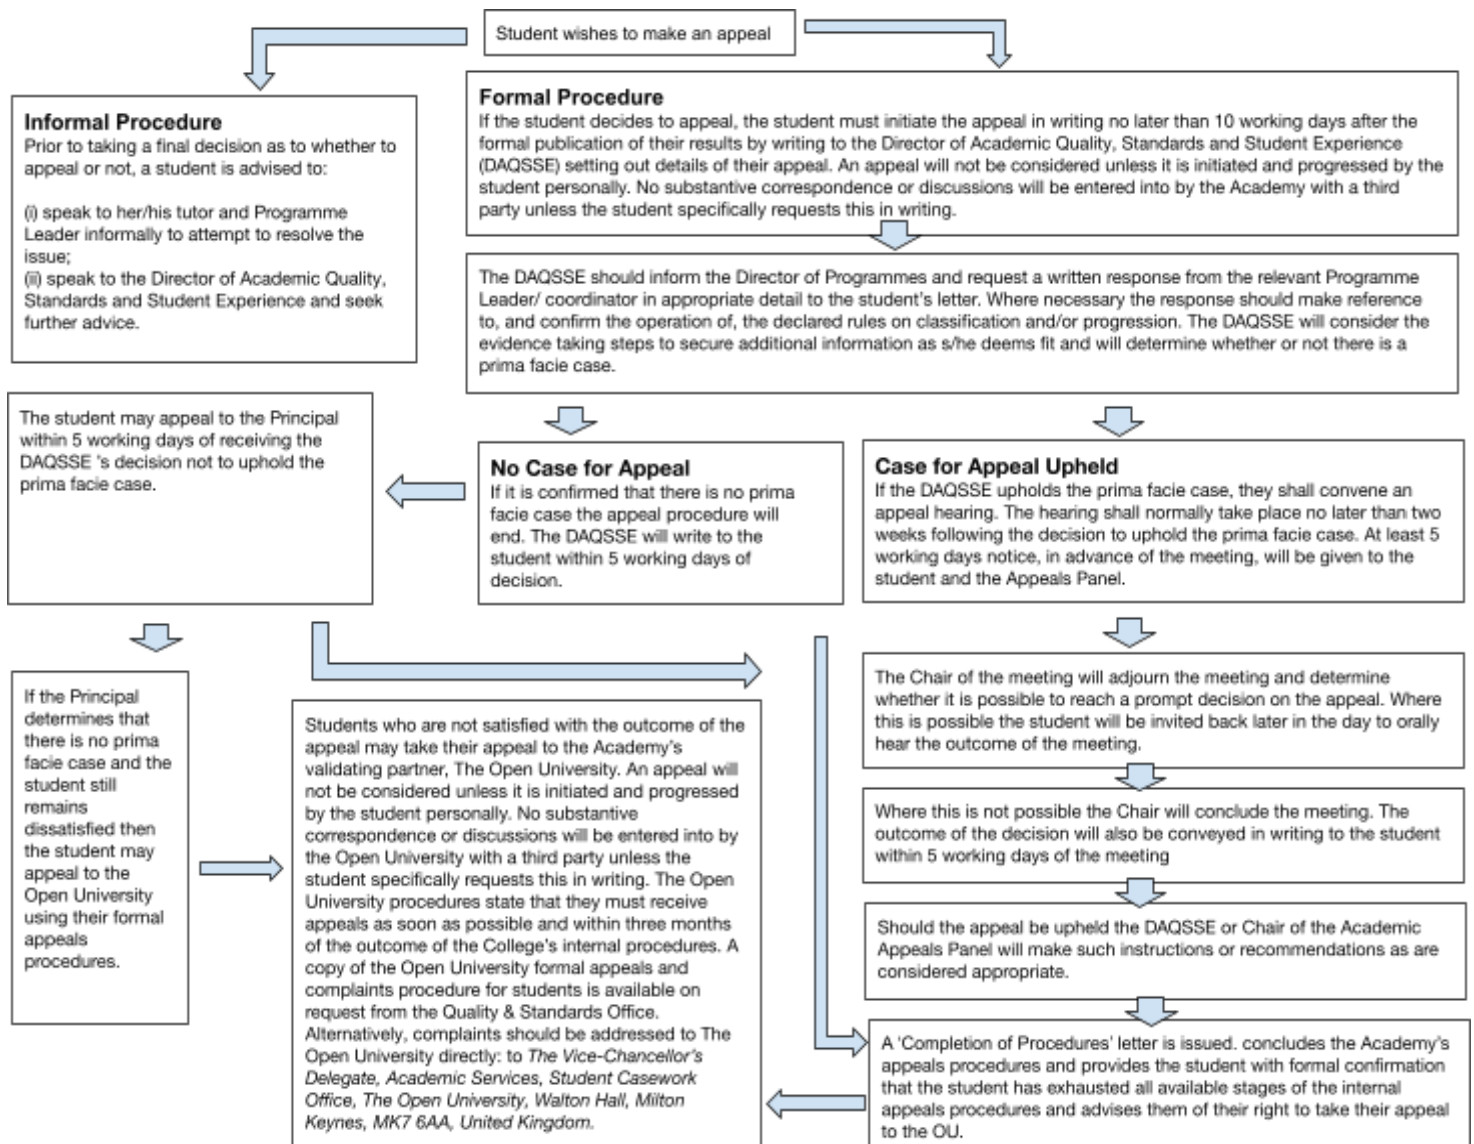 Student wishes to make an appeal
Informal Procedure
Prior to taking a final decision as to whether to
appeal or not, a student is advised to:
(i) speak to her/his tutor and Programme
Leader informally to attempt to resolve the
issue;
(ii) speak to the Director of Academic Quality,
Standards and Student Experience and seek
further advice.
Formal Procedure
If the student decides to appeal, the student must initiate the appeal in writing no later than 10 working days after the
formal publication of their results by writing to the Director of Academic Quality, Standards and Student Experience
(DAQSSE) setting out details of their appeal. An appeal will not be considered unless it is initiated and progressed by the
student personally. No substantive correspondence or discussions will be entered into by the Academy with a third
party unless the student specifically requests this in writing.
The DAQSSE should inform the Director of Programmes and request a written response from the relevant Programme
Leader/ coordinator in appropriate detail to the student's letter. Where necessary the response should make reference
to, and confirm the operation of, the declared rules on classification and/or progression. The DAQSSE will consider the
evidence taking steps to secure additional information as s/he deems fit and will determine whether or not there is a
prima facie case.
The student may appeal to the Principal
within 5 working days of receiving the
DAQSSE 's decision not to uphold the
prima facie case.
No Case for Appeal
If it is confirmed that there is no prima
facie case the appeal procedure will
end. The DAQSSE will write to the
student within 5 working days of
decision.
Case for Appeal Upheld
If the DAQSSE upholds the prima facie case, they shall convene an
appeal hearing. The hearing shall normally take place no later than two
weeks following the decision to uphold the prima facie case. At least 5
working days notice, in advance of the meeting, will be given to the
student and the Appeals Panel.
If the Principal
determines that
there is no prima
facie case and the
student still
remains
dissatisfied then
the student may
appeal to the
Open University
using their formal
appeals
procedures.
Students who are not satisfied with the outcome of the
appeal may take their appeal to the Academy's
validating partner, The Open University. An appeal will
not be considered unless it is initiated and progressed
by the student personally. No substantive
correspondence or discussions will be entered into by
the Open University with a third party unless the
student specifically requests this in writing. The Open
University procedures state that they must receive
appeals as soon as possible and within three months
of the outcome of the College's internal procedures. A
copy of the Open University formal appeals and
complaints procedure for students is available on
request from the Quality & Standards Office.
Alternatively, complaints should be addressed to The
Open University directly: to The Vice-Chancellor's
Delegate, Academic Services, Student Casework
Office, The Open University, Walton Hall, Milton
Keynes, MK7 6AA, United Kingdom.
The Chair of the meeting will adjourn the meeting and determine
whether it is possible to reach a prompt decision on the appeal. Where
this is possible the student will be invited back later in the day to orally
hear the outcome of the meeting.
Where this is not possible the Chair will conclude the meeting. The
outcome of the decision will also be conveyed in writing to the student
within 5 working days of the meeting
Should the appeal be upheld the DAQSSE or Chair of the Academic
Appeals Panel will make such instructions or recommendations as are
considered appropriate.
A 'Completion of Procedures' letter is issued. concludes the Academy's
appeals procedures and provides the student with formal confirmation
that the student has exhausted all available stages of the internal
appeals procedures and advises them of their right to take their appeal
to the OU.